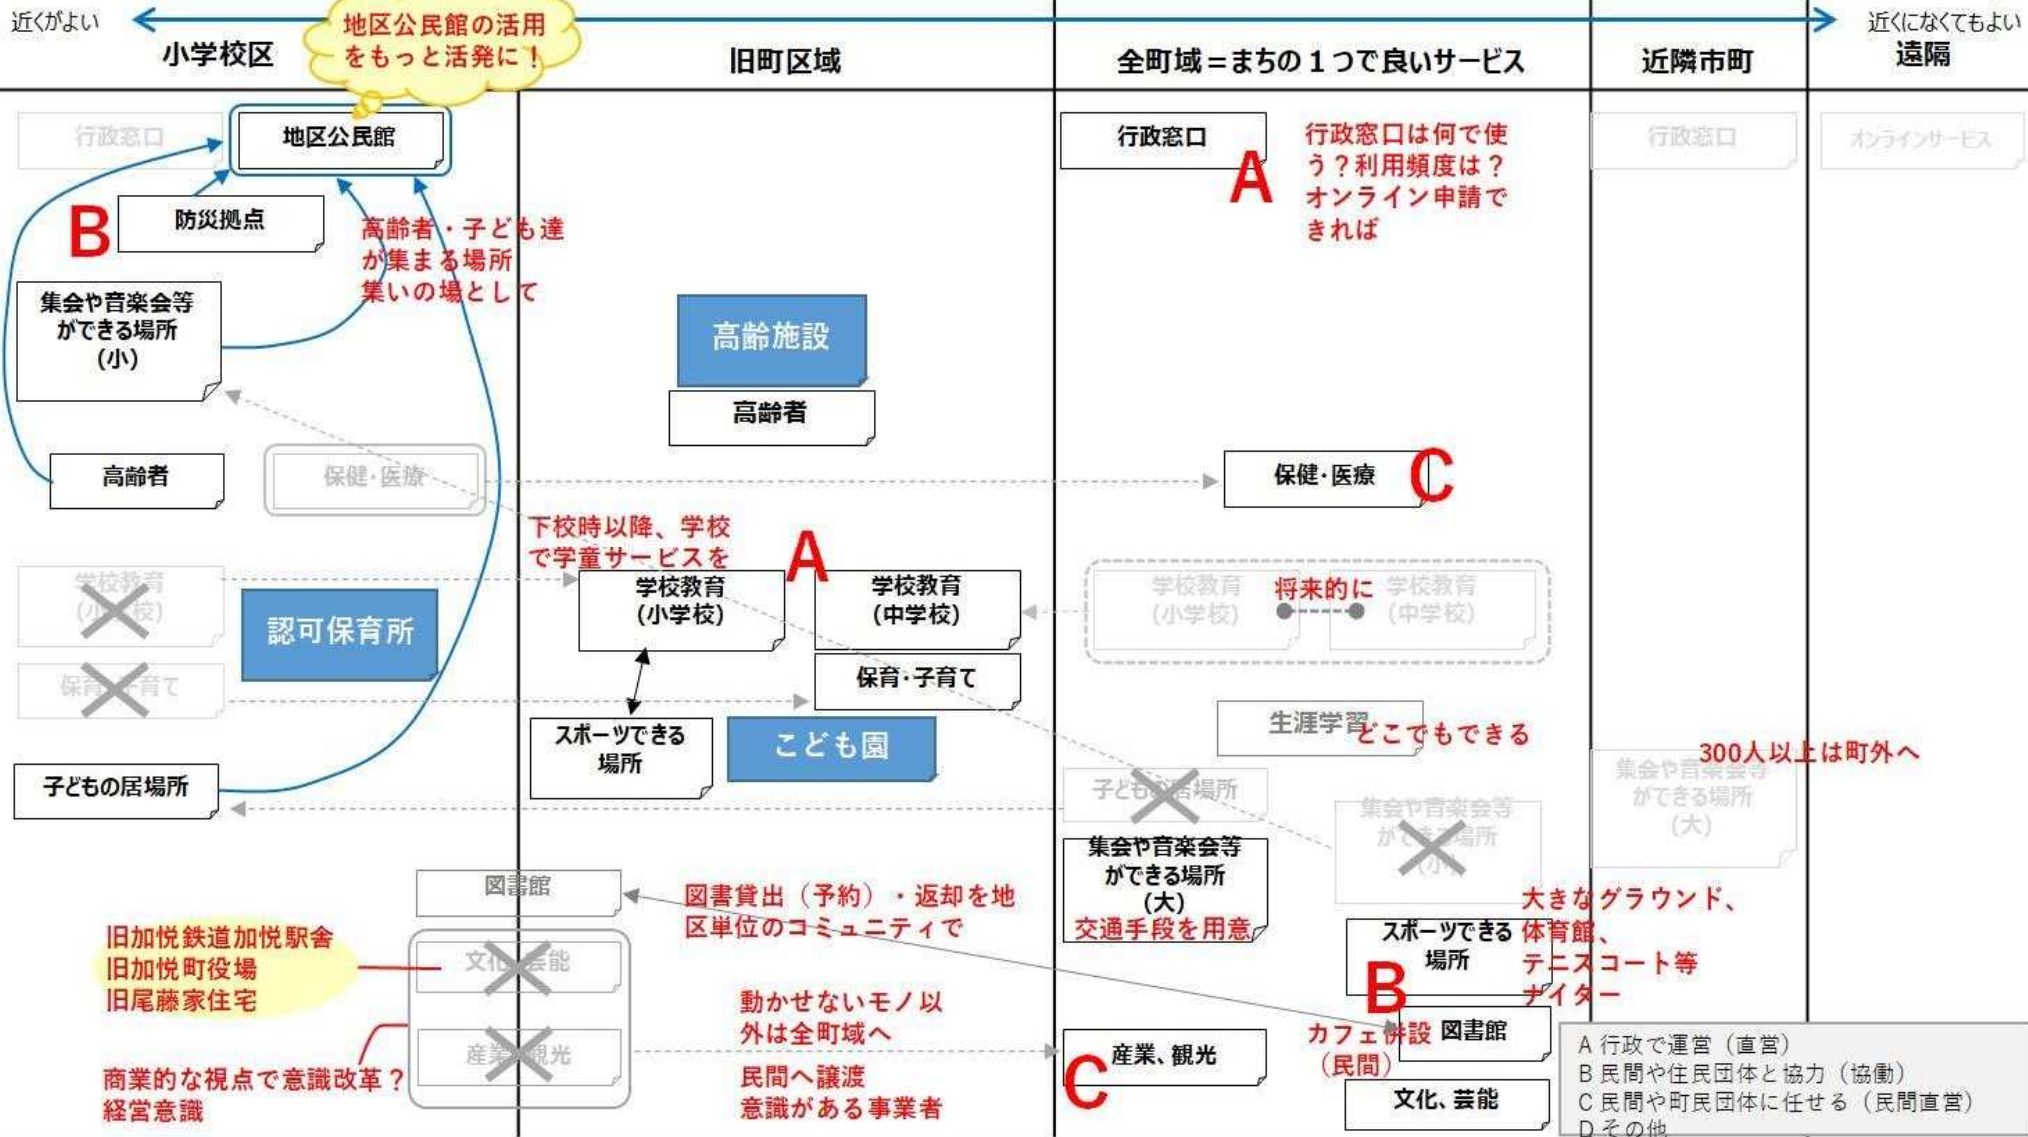 近くがよい
近くになくてもよい
小学校区
地区公民館の活用
をもっと活発に！
旧町区域
全町域＝まちの１つで良いサービス
近隣市町
遠隔
行政窓口
地区公民館
防災拠点
B
高齢者・子ども達
が集まる場所
集いの場として
集会や音楽会等
ができる場所
(小)
高齢者
保健・医療
学校教育
(小学校)
認可保育所
保育・子育て
子どもの居場所
高齢施設
高齢者
下校時以降、学校
で学童サービスを
A
学校教育
(小学校)
学校教育
(中学校)
保育・子育て
スポーツできる
場所
こども園
図書館
文化、芸能
産業、観光
旧加悦鉄道加悦駅舎
旧加悦町役場
旧尾藤家住宅
商業的な視点で意識改革？
経営意識
図書貸出（予約）・返却を地
区単位のコミュニティで
動かせないモノ以
外は全町域へ
民間へ譲渡
意識がある事業者
行政窓口
A
行政窓口は何で使
う？利用頻度は？
オンライン申請で
きれば
保健・医療
C
学校教育
(小学校)
将来的に
学校教育
(中学校)
生涯学習
どこでもできる
子どもの居場所
集会や音楽会等
ができる場所
(小)
集会や音楽会等
ができる場所
(大)
交通手段を用意
スポーツできる
場所
B
大きなグラウンド、
体育館、
テニスコート等
ナイター
カフェ併設
（民間）
図書館
産業、観光
C
文化、芸能
行政窓口
オンラインサービス
300人以上は町外へ
集会や音楽会等
ができる場所
(大)
A 行政で運営（直営）
B 民間や住民団体と協力（協働）
C 民間や町民団体に任せる（民間直営）
D その他